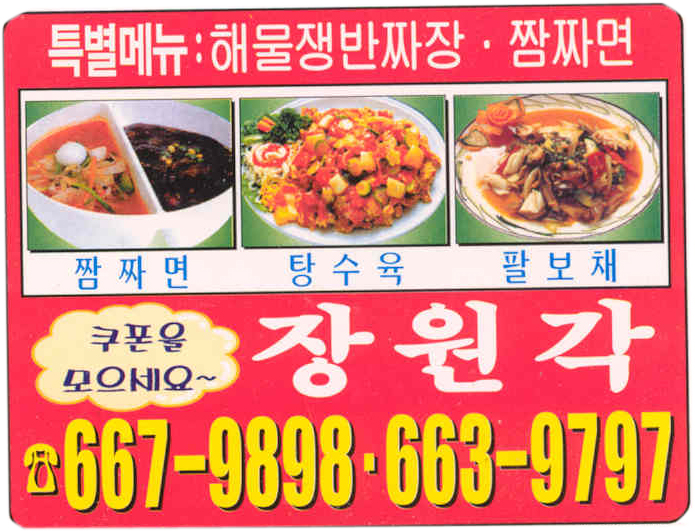 특별메뉴:해물쟁반짜장·짬짜면
짬짜면 탕수육 팔보채
쿠폰을
모으세요~
장원각
☎667-9898·663-9797